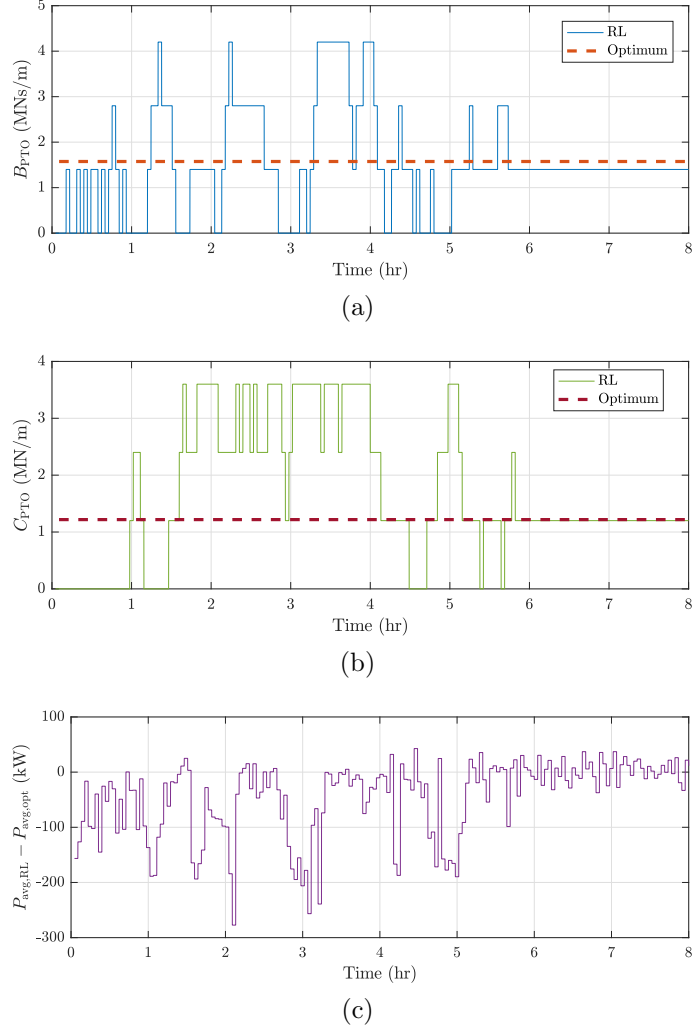 5
4
3
2
1
0
B_PTO (MNs/m)
RL
Optimum
0 1 2 3 4 5 6 7 8
Time (hr)
(a)
4
3
2
1
0
C_PTO (MN/m)
RL
Optimum
0 1 2 3 4 5 6 7 8
Time (hr)
(b)
100
0
-100
-200
-300
P_avg,RL − P_avg,opt (kW)
0 1 2 3 4 5 6 7 8
Time (hr)
(c)